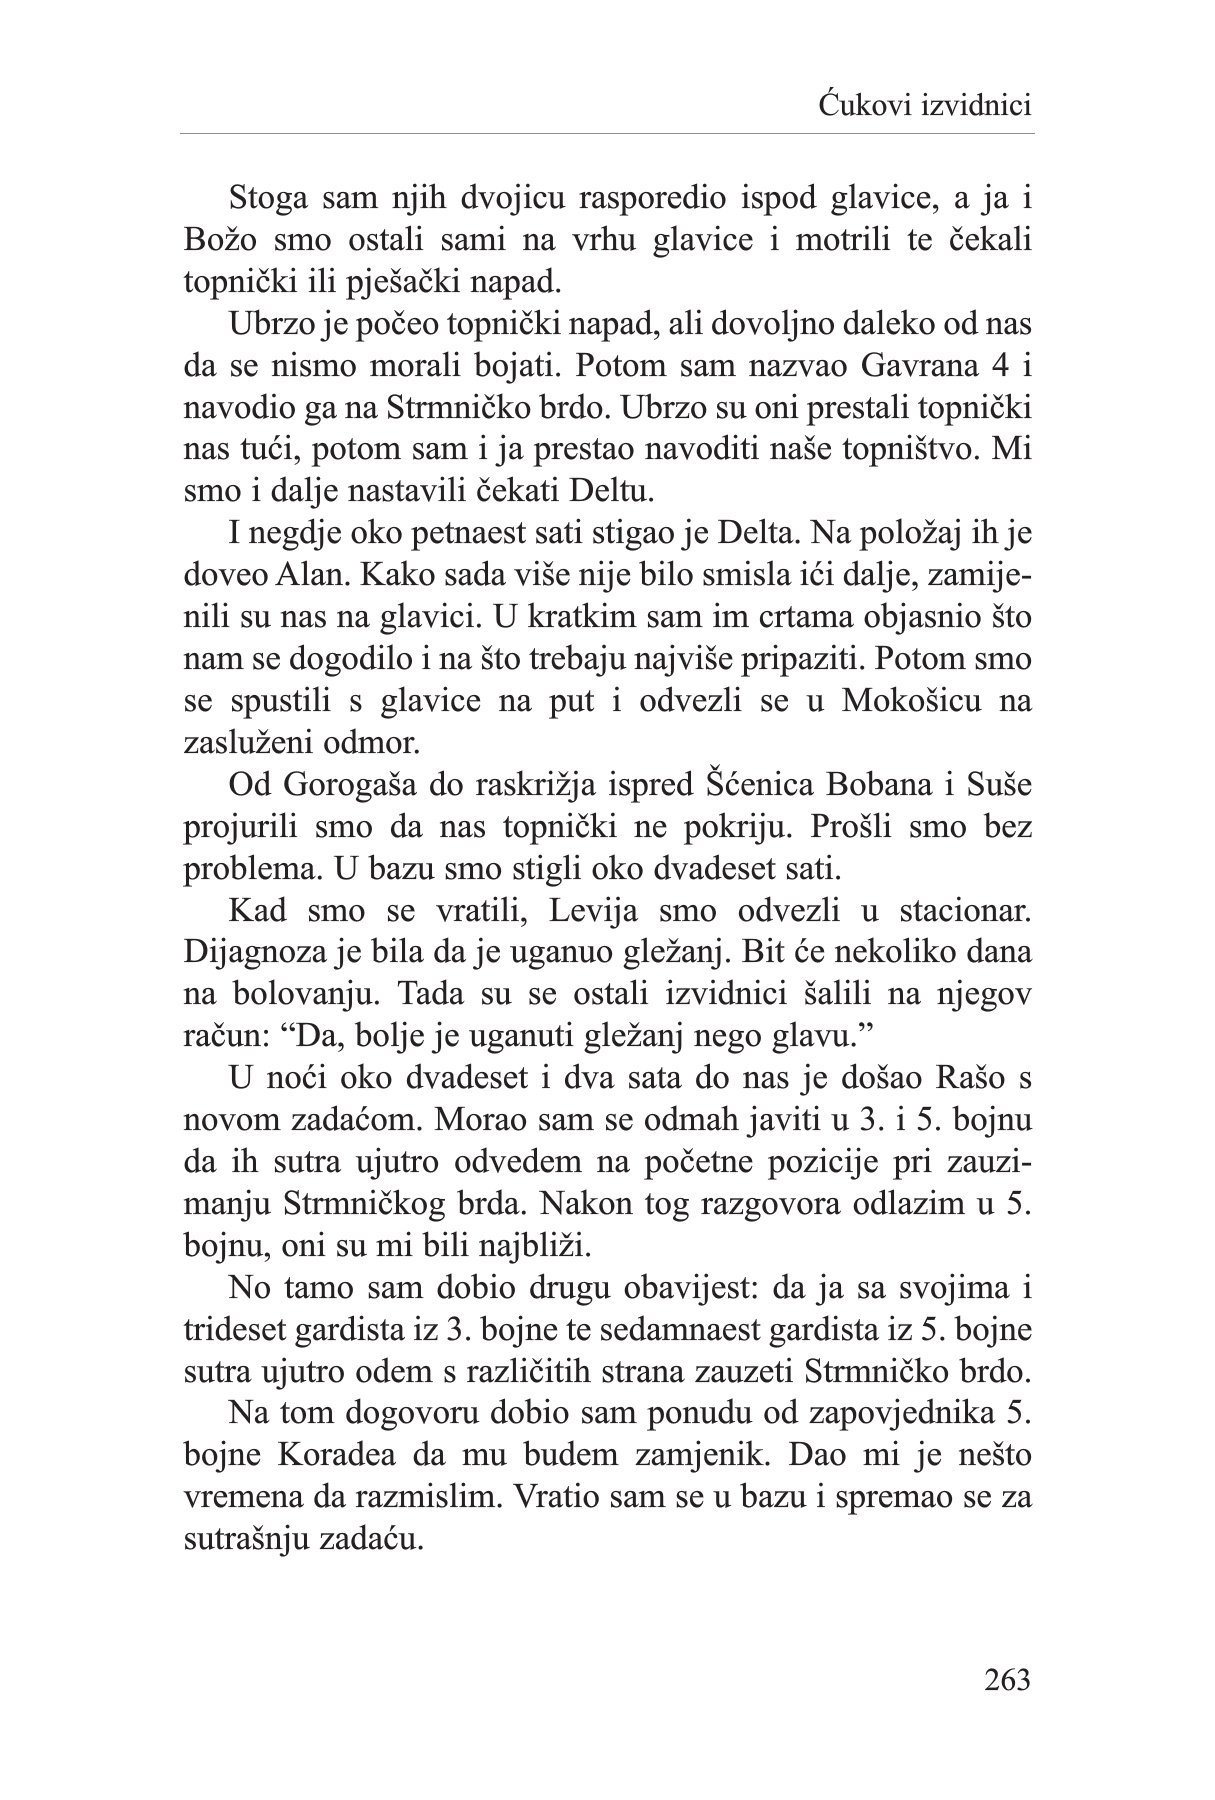 Ćukovi izvidnici
Stoga sam njih dvojicu rasporedio ispod glavice, a ja i
Božo smo ostali sami na vrhu glavice i motrili te čekali
topnički ili pješački napad.
Ubrzo je počeo topnički napad, ali dovoljno daleko od nas
da se nismo morali bojati. Potom sam nazvao Gavrana 4 i
navodio ga na Strmničko brdo. Ubrzo su oni prestali topnički
nas tući, potom sam i ja prestao navoditi naše topništvo. Mi
smo i dalje nastavili čekati Deltu.
I negdje oko petnaest sati stigao je Delta. Na položaj ih je
doveo Alan. Kako sada više nije bilo smisla ići dalje, zamije-
nili su nas na glavici. U kratkim sam im crtama objasnio što
nam se dogodilo i na što trebaju najviše pripaziti. Potom smo
se spustili s glavice na put i odvezli se u Mokošicu na
zasluženi odmor.
Od Gorogaša do raskrižja ispred Šćenica Bobana i Suše
projurili smo da nas topnički ne pokriju. Prošli smo bez
problema. U bazu smo stigli oko dvadeset sati.
Kad smo se vratili, Levija smo odvezli u stacionar.
Dijagnoza je bila da je uganuo gležanj. Bit će nekoliko dana
na bolovanju. Tada su se ostali izvidnici šalili na njegov
račun: “Da, bolje je uganuti gležanj nego glavu.”
U noći oko dvadeset i dva sata do nas je došao Rašo s
novom zadaćom. Morao sam se odmah javiti u 3. i 5. bojnu
da ih sutra ujutro odvedem na početne pozicije pri zauzi-
manju Strmničkog brda. Nakon tog razgovora odlazim u 5.
bojnu, oni su mi bili najbliži.
No tamo sam dobio drugu obavijest: da ja sa svojima i
trideset gardista iz 3. bojne te sedamnaest gardista iz 5. bojne
sutra ujutro odem s različitih strana zauzeti Strmničko brdo.
Na tom dogovoru dobio sam ponudu od zapovjednika 5.
bojne Koradea da mu budem zamjenik. Dao mi je nešto
vremena da razmislim. Vratio sam se u bazu i spremao se za
sutrašnju zadaću.
263